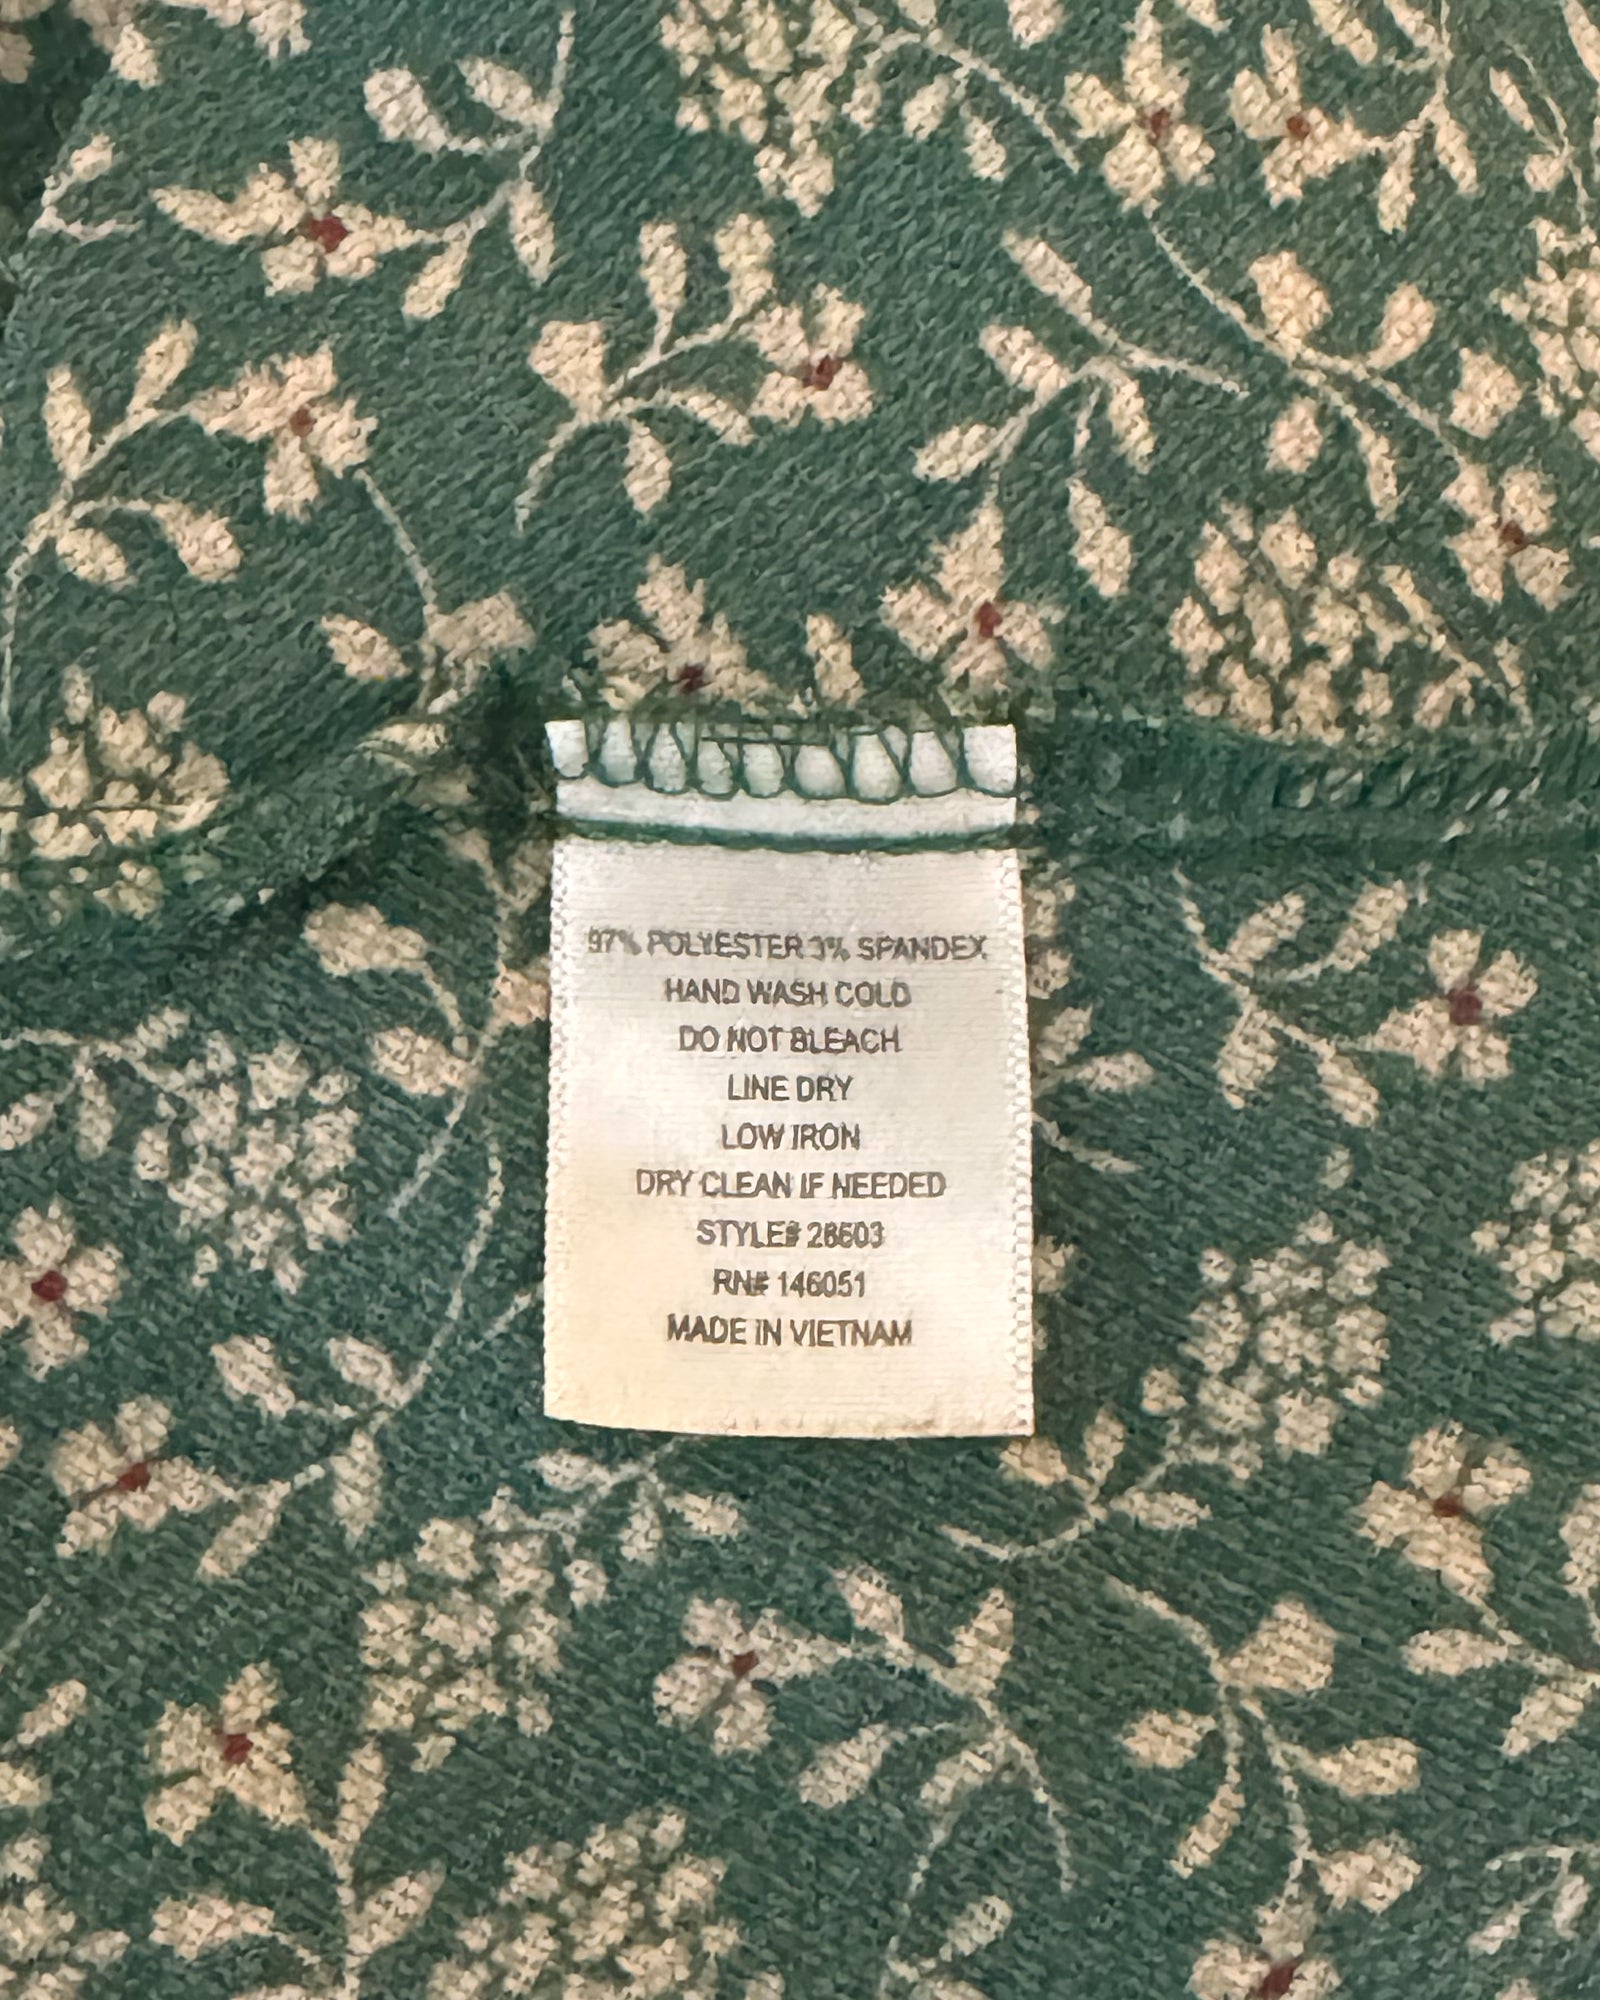 97% POLYESTER 3% SPANDEX
HAND WASH COLD
DO NOT BLEACH
LINE DRY
LOW IRON
DRY CLEAN IF NEEDED
STYLE#
RN# 146051
MADE IN VIETNAM